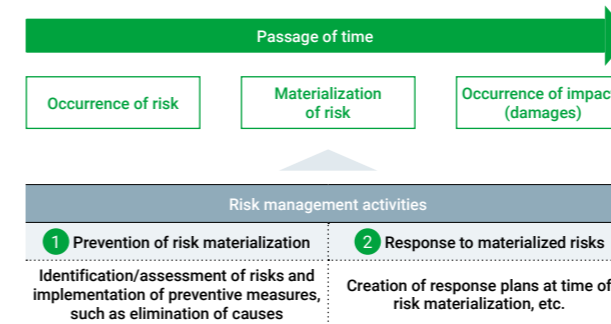 Passage of time
Occurrence of risk
Materialization
of risk
Occurrence of impact
(damages)
Risk management activities
1 Prevention of risk materialization
2 Response to materialized risks
Identification/assessment of risks and
implementation of preventive measures,
such as elimination of causes
Creation of response plans at time of
risk materialization, etc.